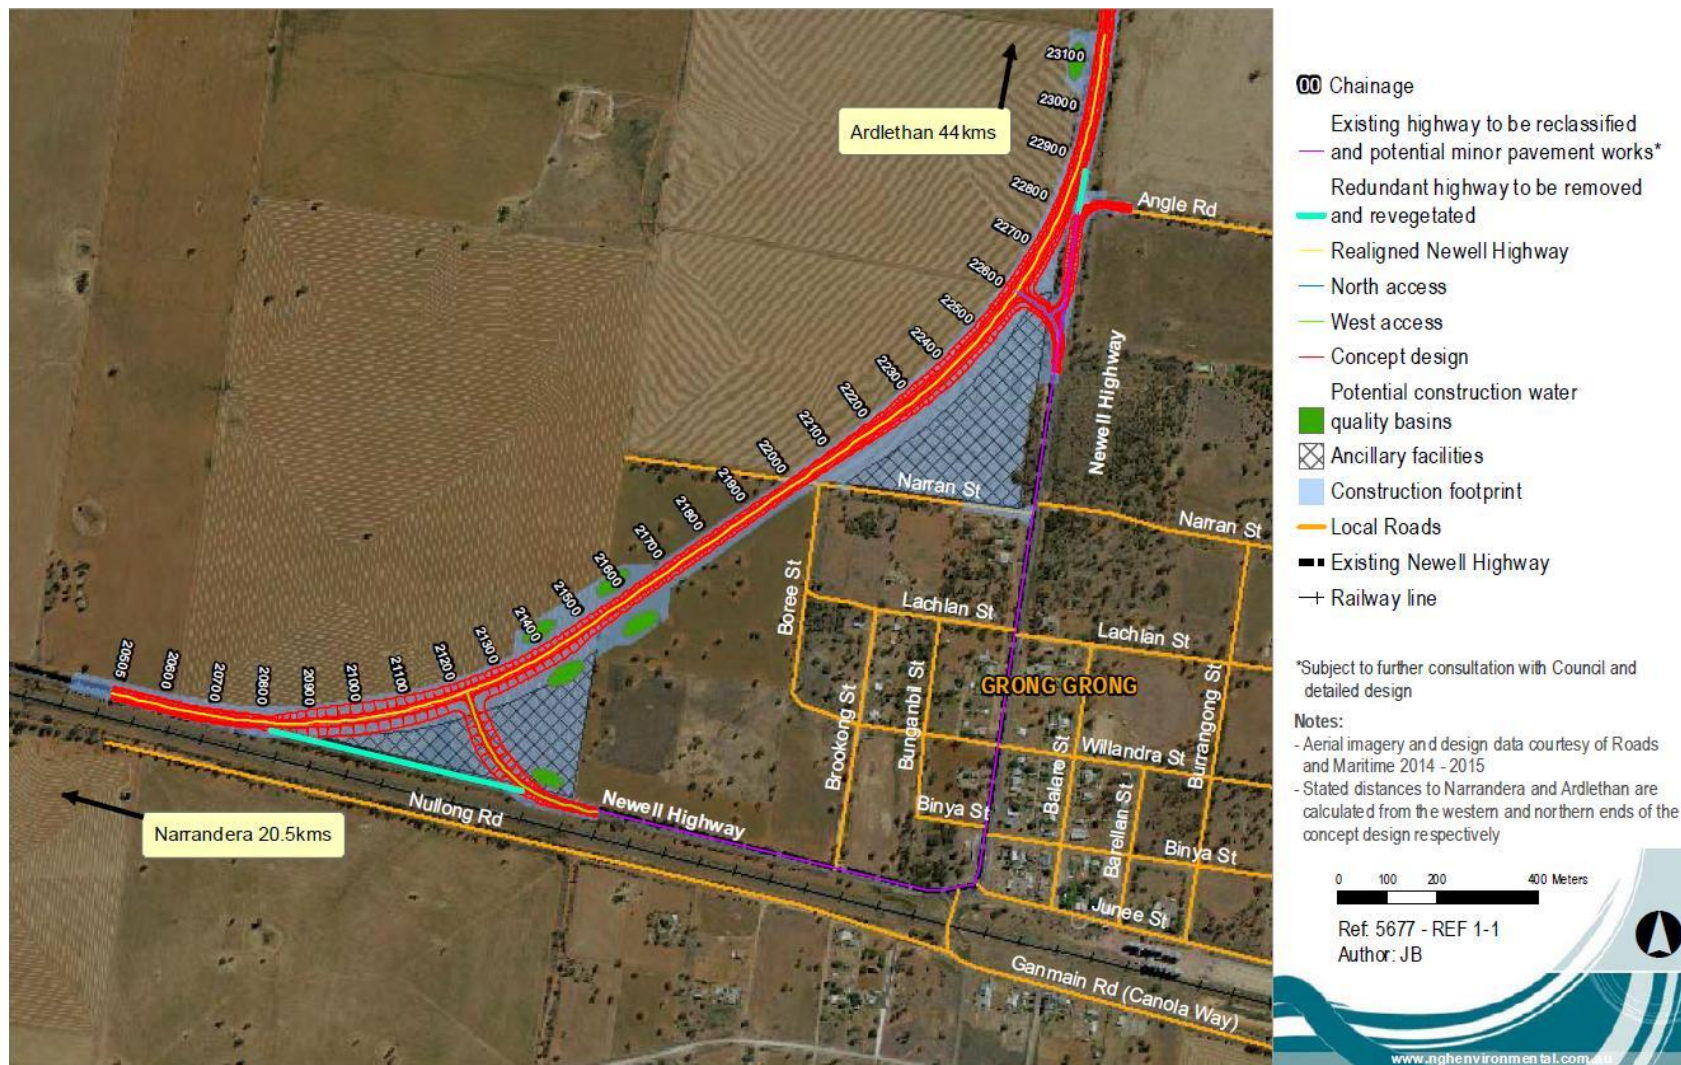 23100
23000
22900
22800
22700
22600
22500
22400
22300
22200
22100
22000
21900
21800
21700
21600
21500
21400
21300
21200
21100
21000
20900
20800
20700
20600
20505
Ardlethan 44kms
Angle Rd
Newell Highway
Narran St
Narran St
Boree St
Lachlan St
Lachlan St
GRONG GRONG
Brookong St
Bunganbil St
Burrangong St
Willandra St
Balaro St
Barellan St
Binya St
Binya St
Newell Highway
Nullong Rd
Narrandera 20.5kms
Junee St
Ganmain Rd (Canola Way)
00 Chainage
Existing highway to be reclassified
and potential minor pavement works*
Redundant highway to be removed
and revegetated
Realigned Newell Highway
North access
West access
Concept design
Potential construction water
quality basins
Ancillary facilities
Construction footprint
Local Roads
Existing Newell Highway
Railway line
*Subject to further consultation with Council and
detailed design
Notes:
- Aerial imagery and design data courtesy of Roads
and Maritime 2014 - 2015
- Stated distances to Narrandera and Ardlethan are
calculated from the western and northern ends of the
concept design respectively
0 100 200 400 Meters
Ref: 5677 - REF 1-1
Author: JB
www.nghenvironmental.com.au